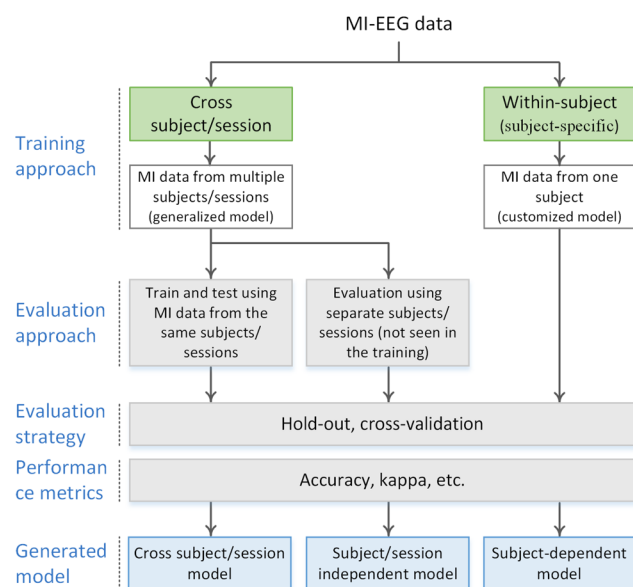 MI-EEG data
Training
approach
Cross
subject/session
Within-subject
(subject-specific)
MI data from multiple
subjects/sessions
(generalized model)
MI data from one
subject
(customized model)
Evaluation
approach
Train and test using
MI data from the
same subjects/
sessions
Evaluation using
separate subjects/
sessions (not seen in
the training)
Evaluation
strategy
Hold-out, cross-validation
Performan
ce metrics
Accuracy, kappa, etc.
Generated
model
Cross subject/session
model
Subject/session
independent model
Subject-dependent
model